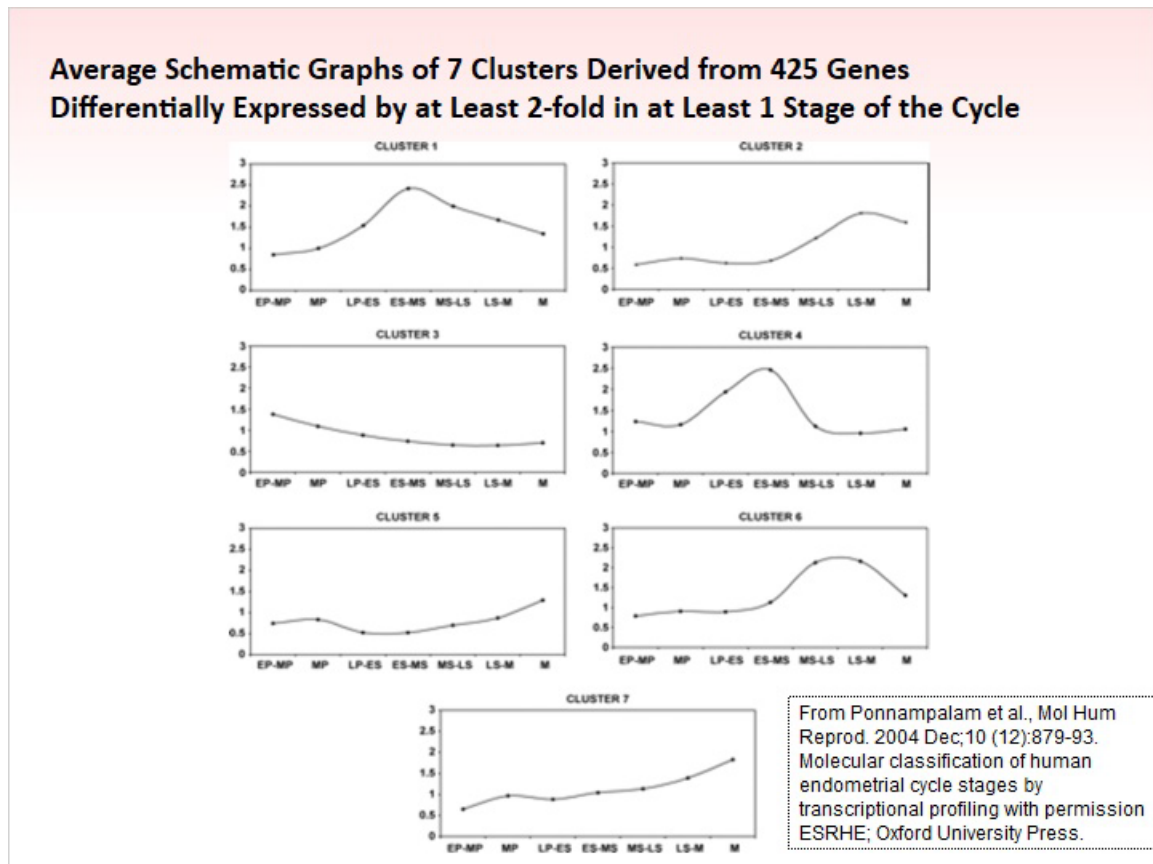 Average Schematic Graphs of 7 Clusters Derived from 425 Genes
Differentially Expressed by at Least 2-fold in at Least 1 Stage of the Cycle
CLUSTER 1
3
2.5
2
1.5
1
0.5
0
EP-MP MP LP-ES ES-MS MS-LS LS-M M
CLUSTER 2
3
2.5
2
1.5
1
0.5
0
EP-MP MP LP-ES ES-MS MS-LS LS-M M
CLUSTER 3
3
2.5
2
1.5
1
0.5
0
EP-MP MP LP-ES ES-MS MS-LS LS-M M
CLUSTER 4
3
2.5
2
1.5
1
0.5
0
EP-MP MP LP-ES ES-MS MS-LS LS-M M
CLUSTER 5
3
2.5
2
1.5
1
0.5
0
EP-MP MP LP-ES ES-MS MS-LS LS-M M
CLUSTER 6
3
2.5
2
1.5
1
0.5
0
EP-MP MP LP-ES ES-MS MS-LS LS-M M
CLUSTER 7
3
2.5
2
1.5
1
0.5
0
EP-MP MP LP-ES ES-MS MS-LS LS-M M
From Ponnampalam et al., Mol Hum
Reprod. 2004 Dec;10 (12):879-93.
Molecular classification of human
endometrial cycle stages by
transcriptional profiling with permission
ESRHE; Oxford University Press.